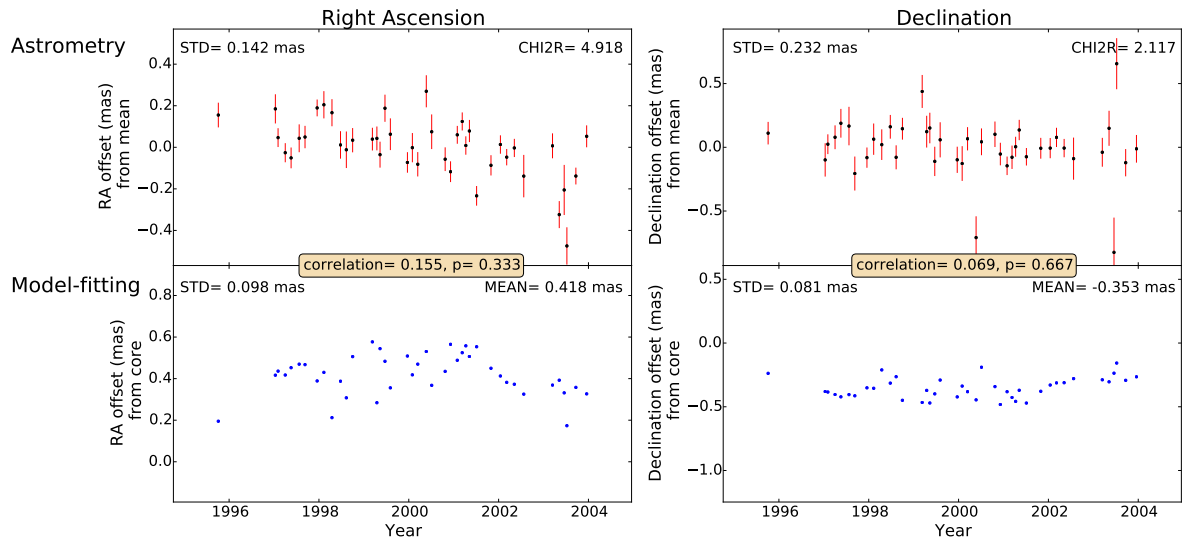 Right Ascension
Declination
Astrometry
STD= 0.142 mas
CHI2R= 4.918
STD= 0.232 mas
CHI2R= 2.117
RA offset (mas)
from mean
0.4
0.2
0.0
−0.2
−0.4
Declination offset (mas)
from mean
0.5
0.0
−0.5
correlation= 0.155, p= 0.333
correlation= 0.069, p= 0.667
Model-fitting
STD= 0.098 mas
MEAN= 0.418 mas
STD= 0.081 mas
MEAN= -0.353 mas
RA offset (mas)
from core
0.8
0.6
0.4
0.2
0.0
Declination offset (mas)
from core
0.5
0.0
−0.5
−1.0
1996 1998 2000 2002 2004
Year
1996 1998 2000 2002 2004
Year